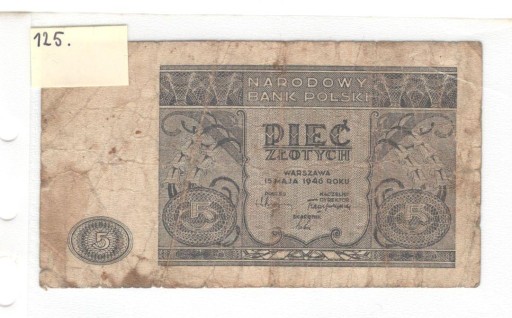 125.
NARODOWY
BANK POLSKI
PIĘĆ
ZŁOTYCH
WARSZAWA
15 MAJA 1946 ROKU
5
5
5